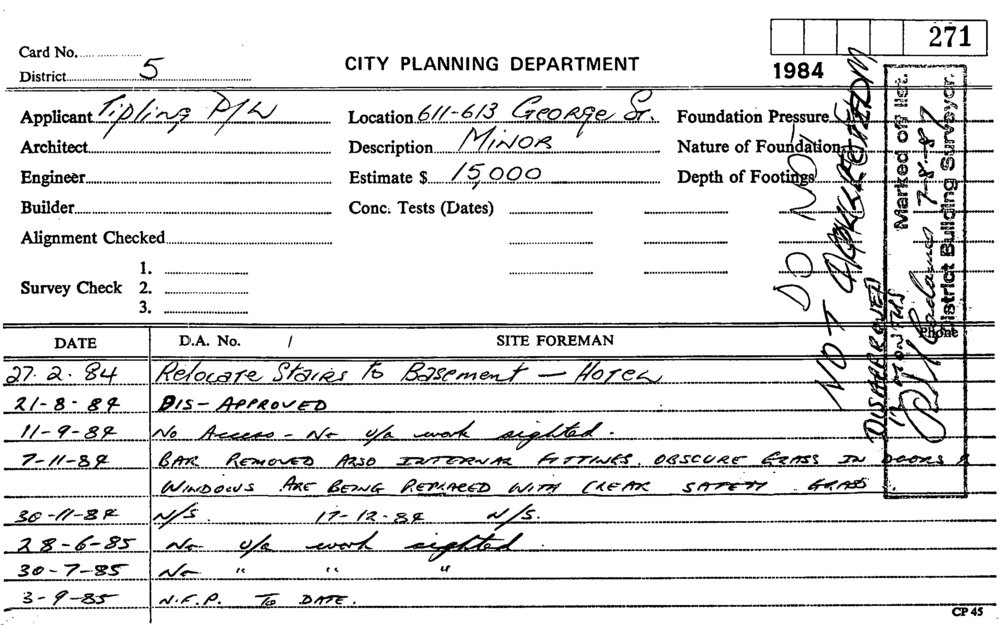 271
Card No.
District 5
CITY PLANNING DEPARTMENT
1984
Applicant Tipling P/L
Location 611-613 George St.
Foundation Pressure
Architect
Description Minor
Nature of Foundation
Engineer
Estimate $ 15,000
Depth of Footings
Builder
Conc. Tests (Dates)
Alignment Checked
Survey Check
1.
2.
3.
DO NO
NOT
DISAPPROVED
12 MONTHS
Marked off list.
7-8-87
District Building Surveyor.
Phone
DATE
D.A. No. /
SITE FOREMAN
27.2.84 Relocate Stairs to Basement — Hotel
21-8-84 DIS-APPROVED
11-9-84 No Access - No u/a work sighted.
7-11-84 BAR REMOVED ALSO INTERNAL FITTINGS. OBSCURE GLASS IN DOORS &
WINDOWS ARE BEING REPLACED WITH CLEAR SAFETY GLASS
30-11-84 N/S. 17-12-84 N/S.
28-6-85 No u/a work sighted.
30-7-85 No " " "
3-9-85 N.F.P. TO DATE.
CP 45